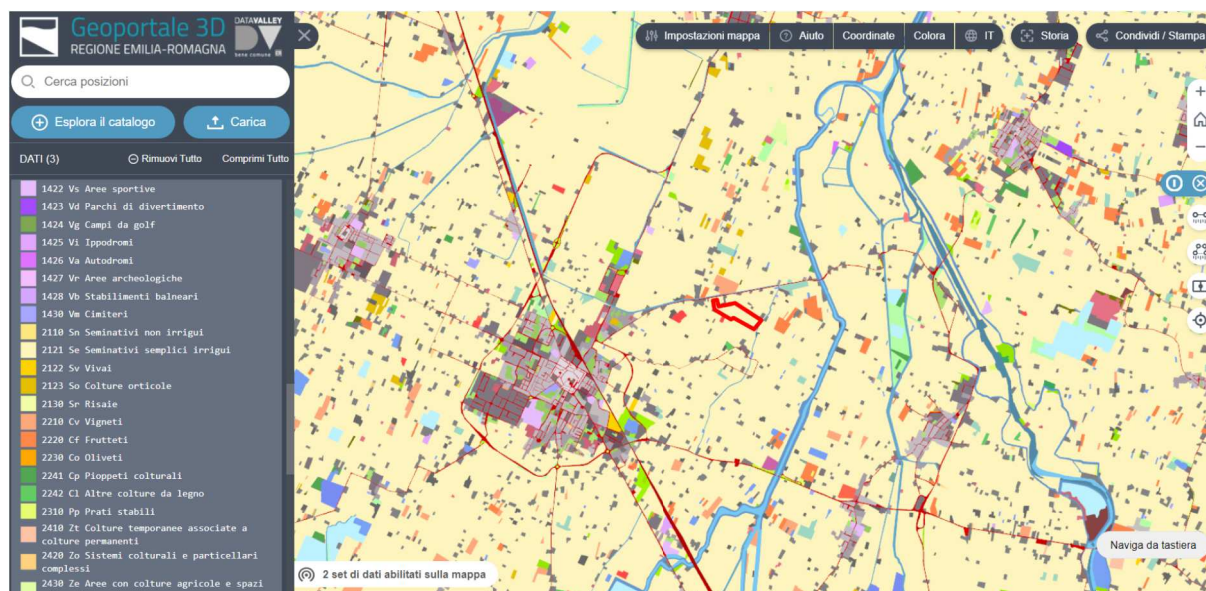 Geoportale 3D
REGIONE EMILIA-ROMAGNA
DATAVALLEY
bene comune
Cerca posizioni
Esplora il catalogo
Carica
DATI (3)
Rimuovi Tutto
Comprimi Tutto
1422 Vs Aree sportive
1423 Vd Parchi di divertimento
1424 Vg Campi da golf
1425 Vi Ippodromi
1426 Va Autodromi
1427 Vr Aree archeologiche
1428 Vb Stabilimenti balneari
1430 Vm Cimiteri
2110 Sn Seminativi non irrigui
2121 Se Seminativi semplici irrigui
2122 Sv Vivai
2123 So Colture orticole
2130 Sr Risaie
2210 Cv Vigneti
2220 Cf Frutteti
2230 Co Oliveti
2241 Cp Pioppeti colturali
2242 Cl Altre colture da legno
2310 Pp Prati stabili
2410 Zt Colture temporanee associate a
colture permanenti
2420 Zo Sistemi colturali e particellari
complessi
2430 Ze Aree con colture agricole e spazi
Impostazioni mappa
Aiuto
Coordinate
Colora
IT
Storia
Condividi / Stampa
Naviga da tastiera
2 set di dati abilitati sulla mappa